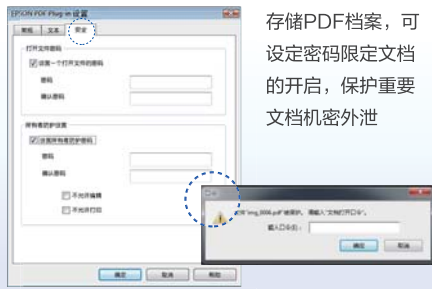 EPSON PDF Plug-in 设置
常规 文本 安全
打开文件密码
设置一个打开文件的密码
密码
确认密码
所有者防护设置
设置所有者防护密码
密码
确认密码
不允许编辑
不允许打印
确定 取消 帮助
存储PDF档案，可
设定密码限定文档
的开启，保护重要
文档机密外泄
文件"img_0006.pdf"被保护。 请输入"文档打开口令"。
输入口令(E):
确定 取消